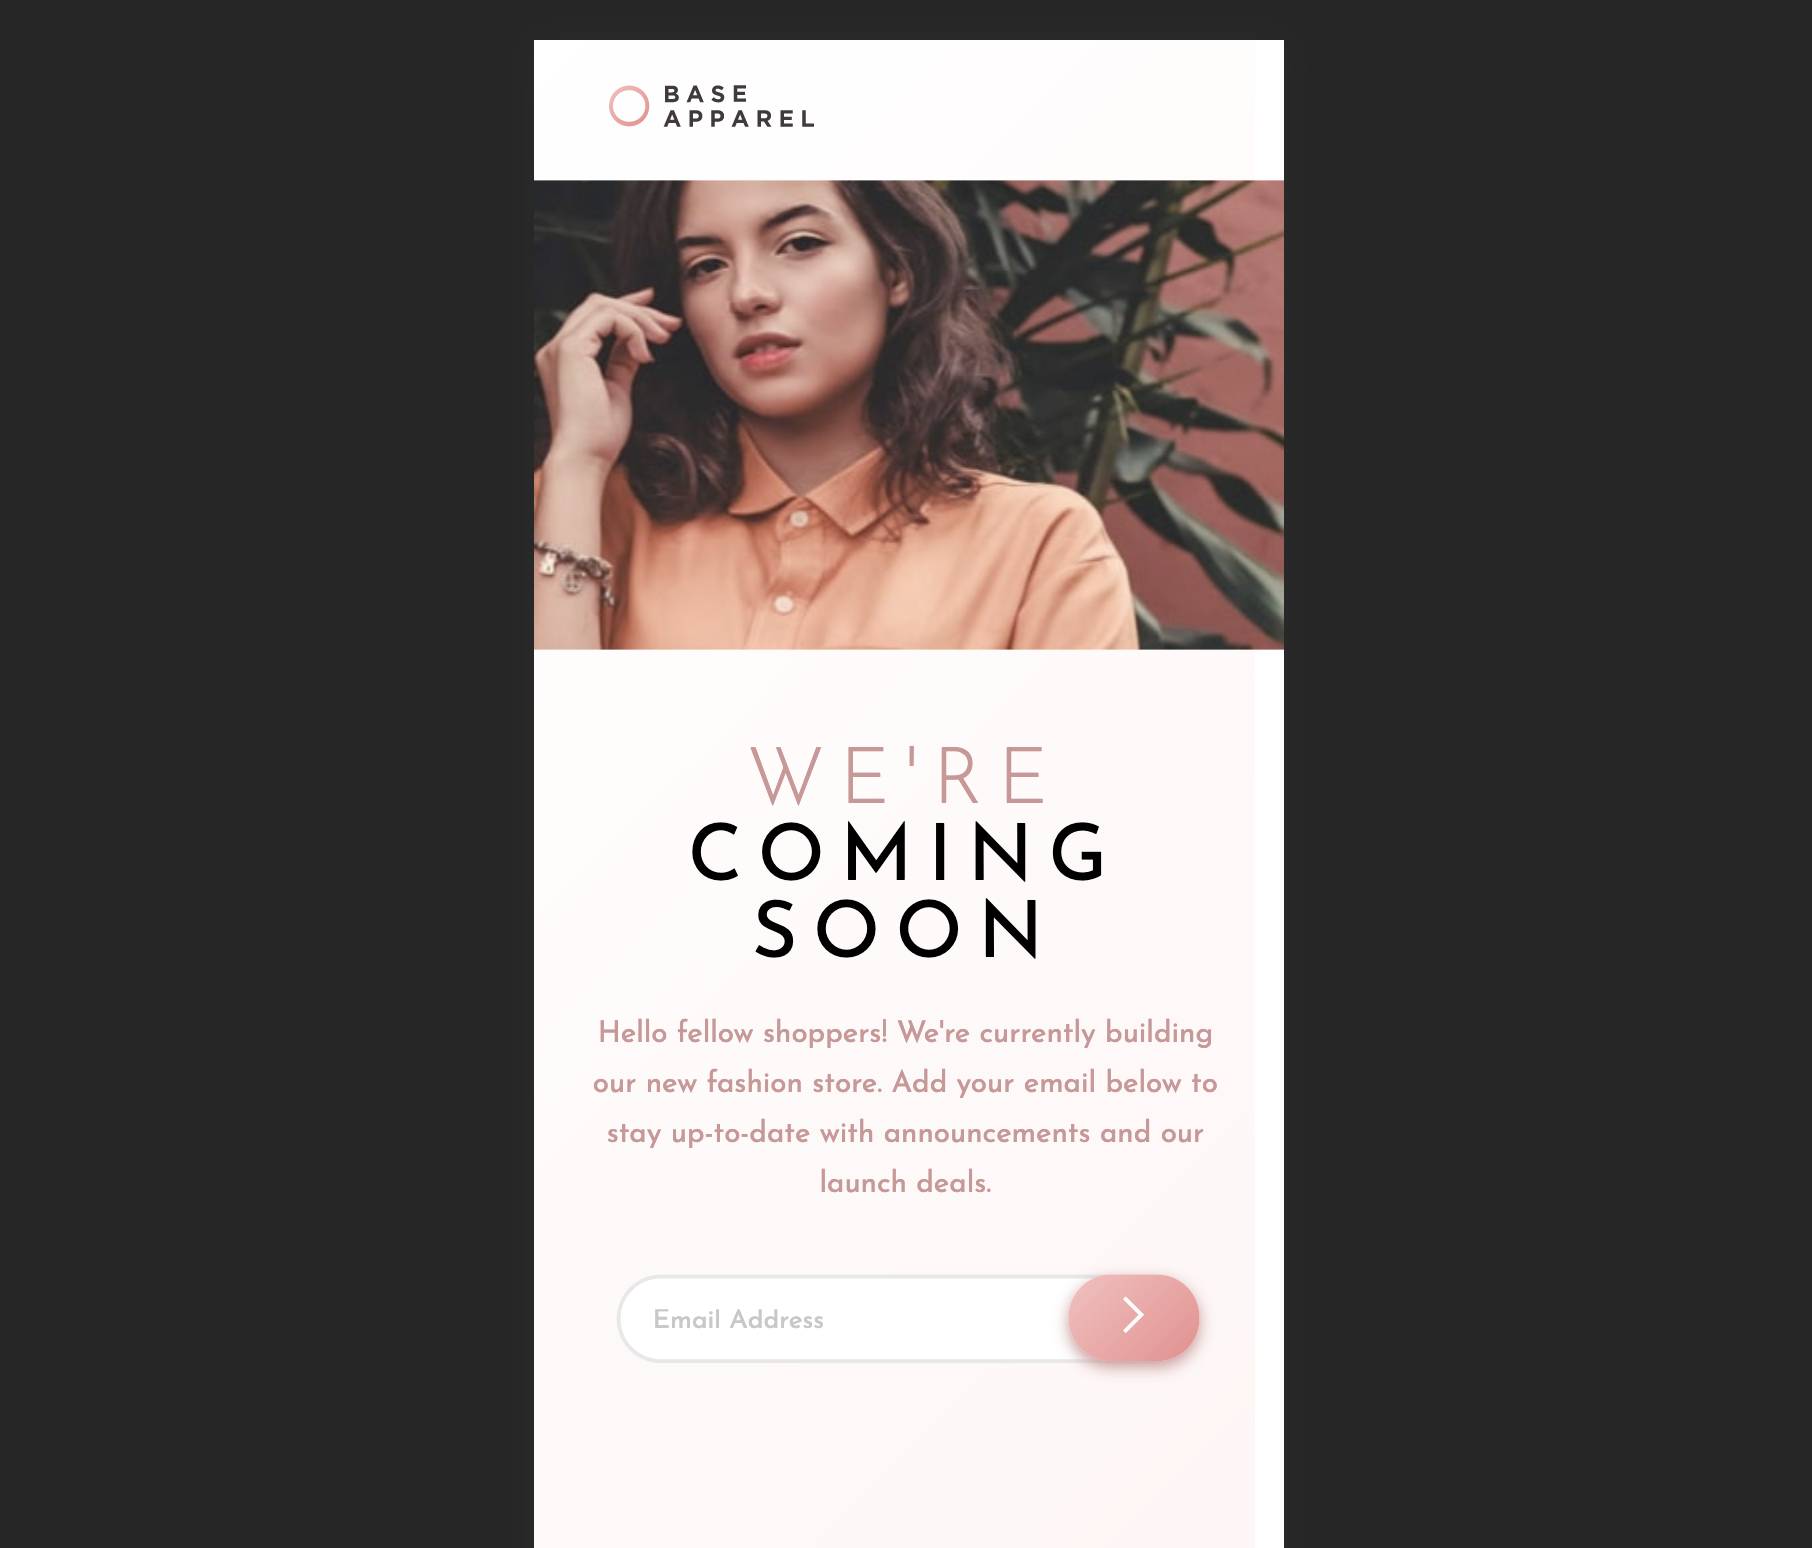 BASE
APPAREL
WE'RE
COMING
SOON
Hello fellow shoppers! We're currently building
our new fashion store. Add your email below to
stay up-to-date with announcements and our
launch deals.
Email Address